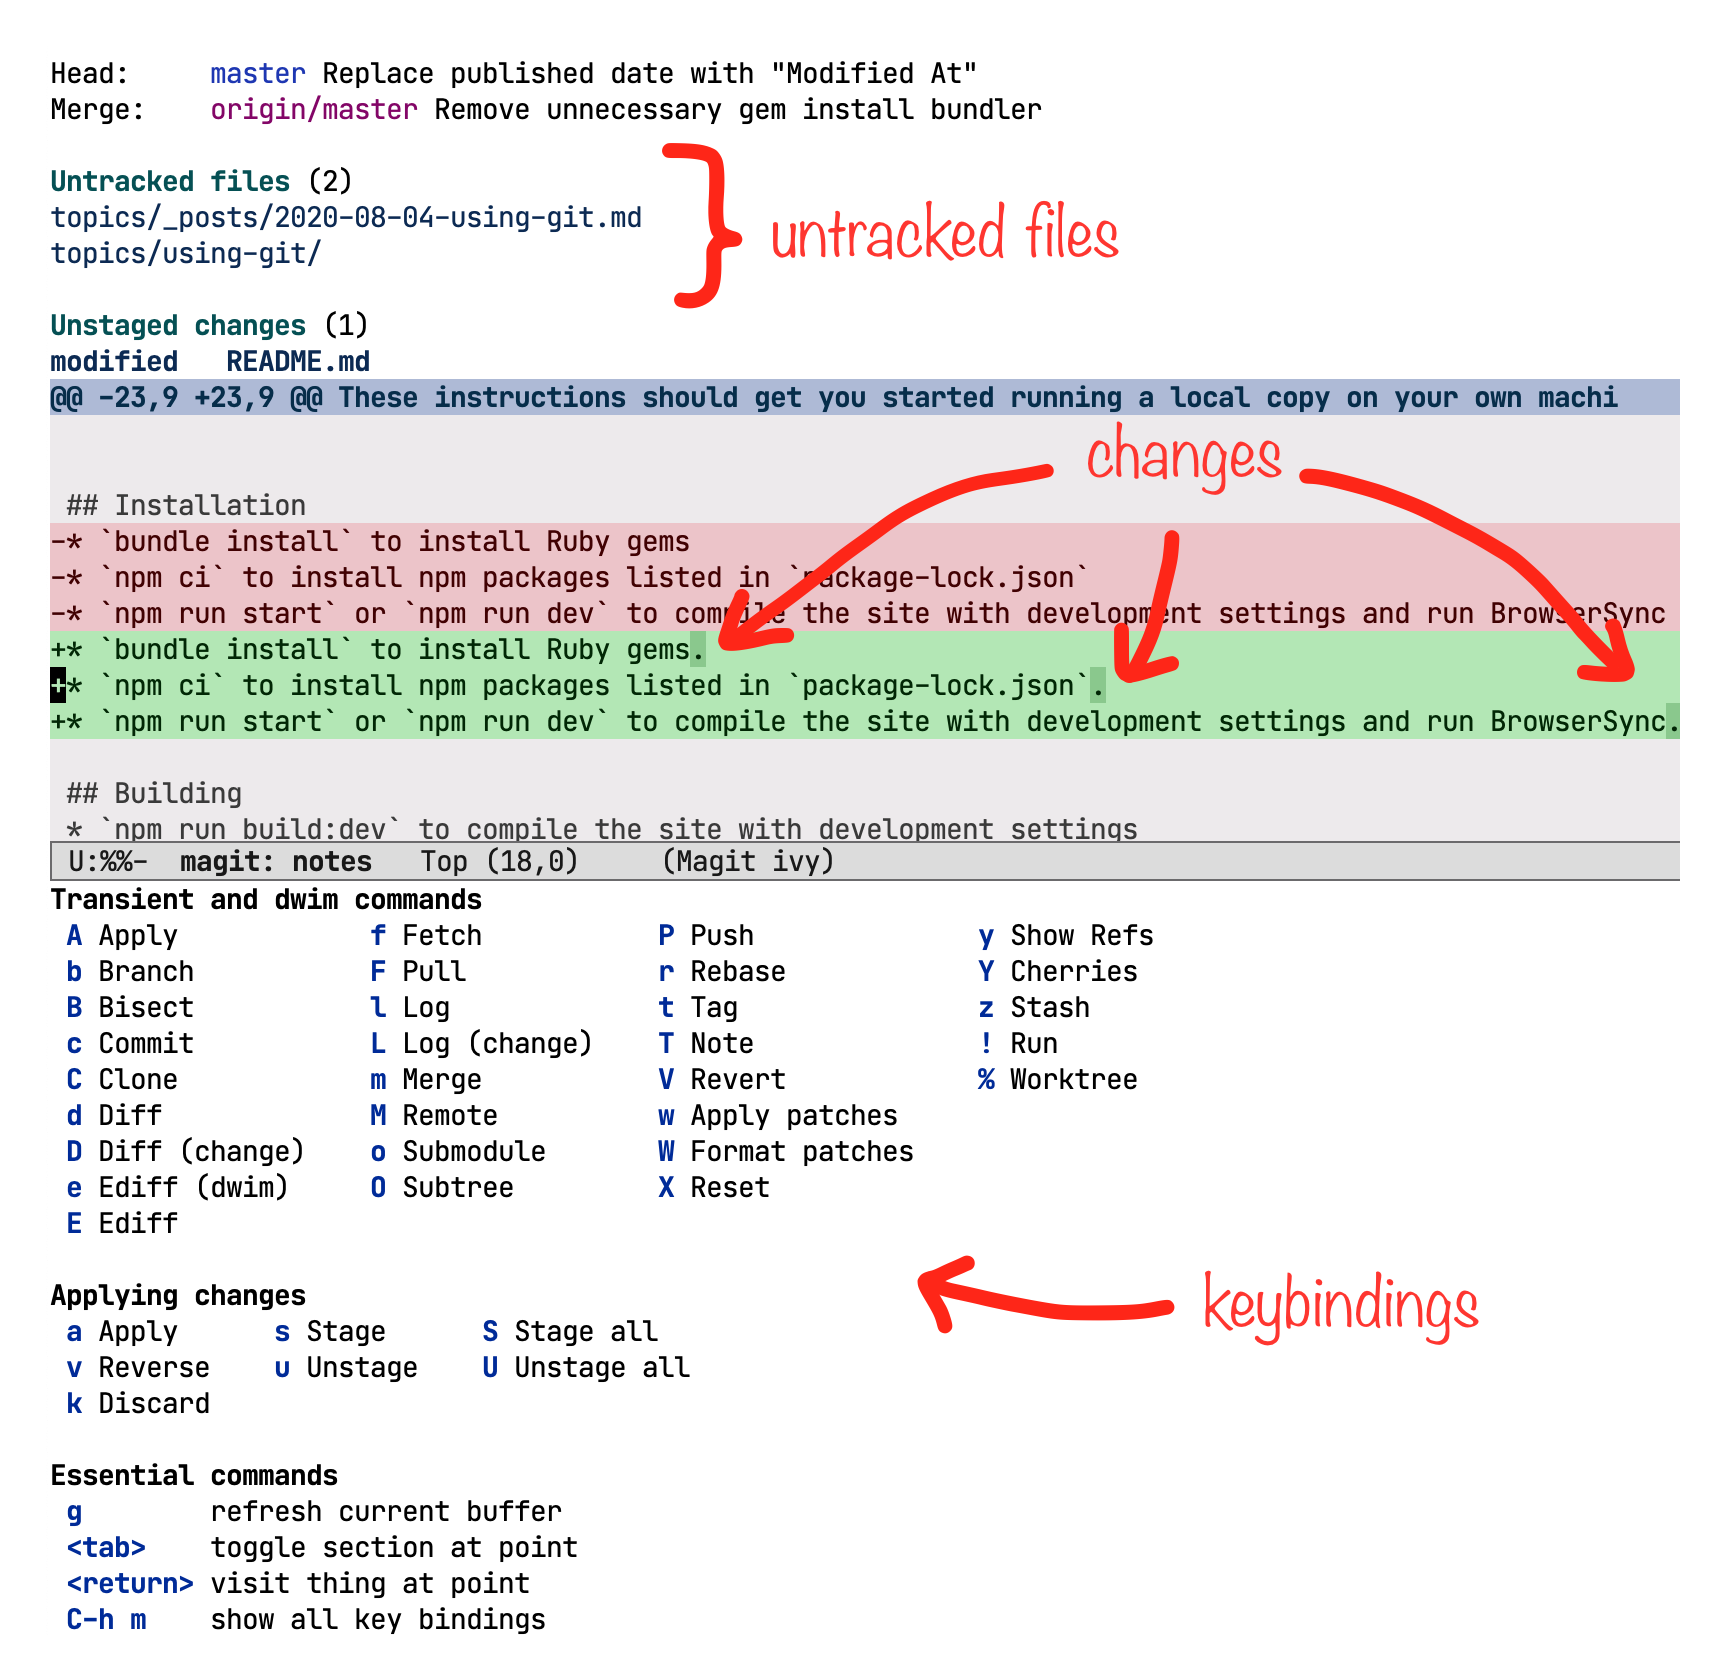 Head:     master Replace published date with "Modified At"
Merge:    origin/master Remove unnecessary gem install bundler
Untracked files (2)
topics/_posts/2020-08-04-using-git.md
topics/using-git/
untracked files
Unstaged changes (1)
modified   README.md
@@ -23,9 +23,9 @@ These instructions should get you started running a local copy on your own machi
changes
## Installation
-* `bundle install` to install Ruby gems
-* `npm ci` to install npm packages listed in `package-lock.json`
-* `npm run start` or `npm run dev` to compile the site with development settings and run BrowserSync
+* `bundle install` to install Ruby gems.
+* `npm ci` to install npm packages listed in `package-lock.json`.
+* `npm run start` or `npm run dev` to compile the site with development settings and run BrowserSync.
## Building
* `npm run build:dev` to compile the site with development settings
U:%%-  magit: notes   Top (18,0)     (Magit ivy)
Transient and dwim commands
A Apply            f Fetch           P Push              y Show Refs
b Branch           F Pull            r Rebase            Y Cherries
B Bisect           l Log             t Tag               z Stash
c Commit           L Log (change)    T Note              ! Run
C Clone            m Merge           V Revert            % Worktree
d Diff             M Remote          w Apply patches
D Diff (change)    o Submodule       W Format patches
e Ediff (dwim)     O Subtree         X Reset
E Ediff
keybindings
Applying changes
a Apply      s Stage      S Stage all
v Reverse    u Unstage    U Unstage all
k Discard
Essential commands
g        refresh current buffer
<tab>    toggle section at point
<return> visit thing at point
C-h m    show all key bindings